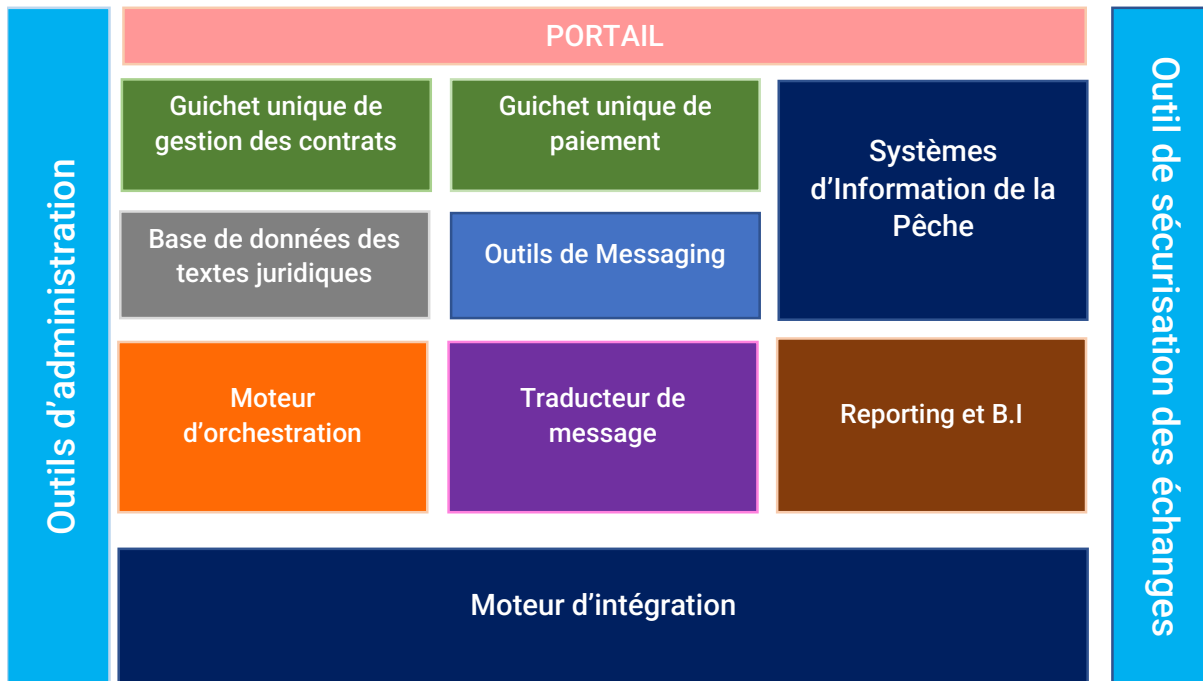 Outils d’administration
PORTAIL
Guichet unique de
gestion des contrats
Guichet unique de
paiement
Systèmes
d’Information de la
Pêche
Base de données des
textes juridiques
Outils de Messaging
Moteur
d’orchestration
Traducteur de
message
Reporting et B.I
Moteur d’intégration
Outil de sécurisation des échanges